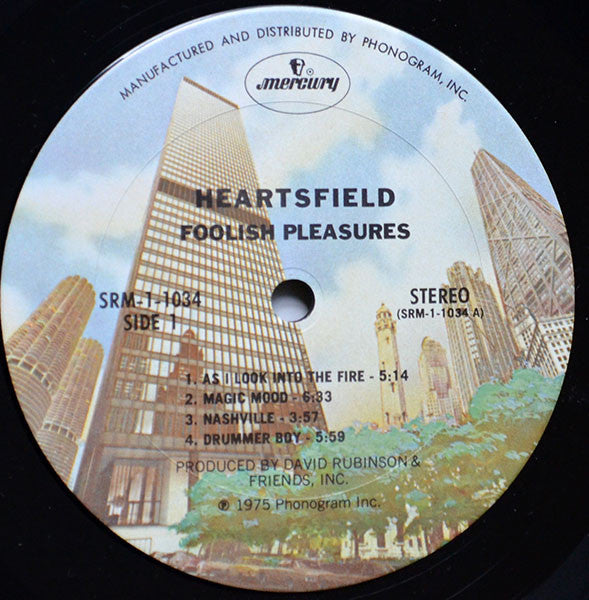 MANUFACTURED AND DISTRIBUTED BY PHONOGRAM, INC.
mercury
HEARTSFIELD
FOOLISH PLEASURES
SRM-1-1034
SIDE 1
STEREO
(SRM-1-1034 A)
1. AS I LOOK INTO THE FIRE - 5:14
2. MAGIC MOOD - 6:33
3. NASHVILLE - 3:57
4. DRUMMER BOY - 5:59
PRODUCED BY DAVID RUBINSON &
FRIENDS, INC.
℗ 1975 Phonogram Inc.